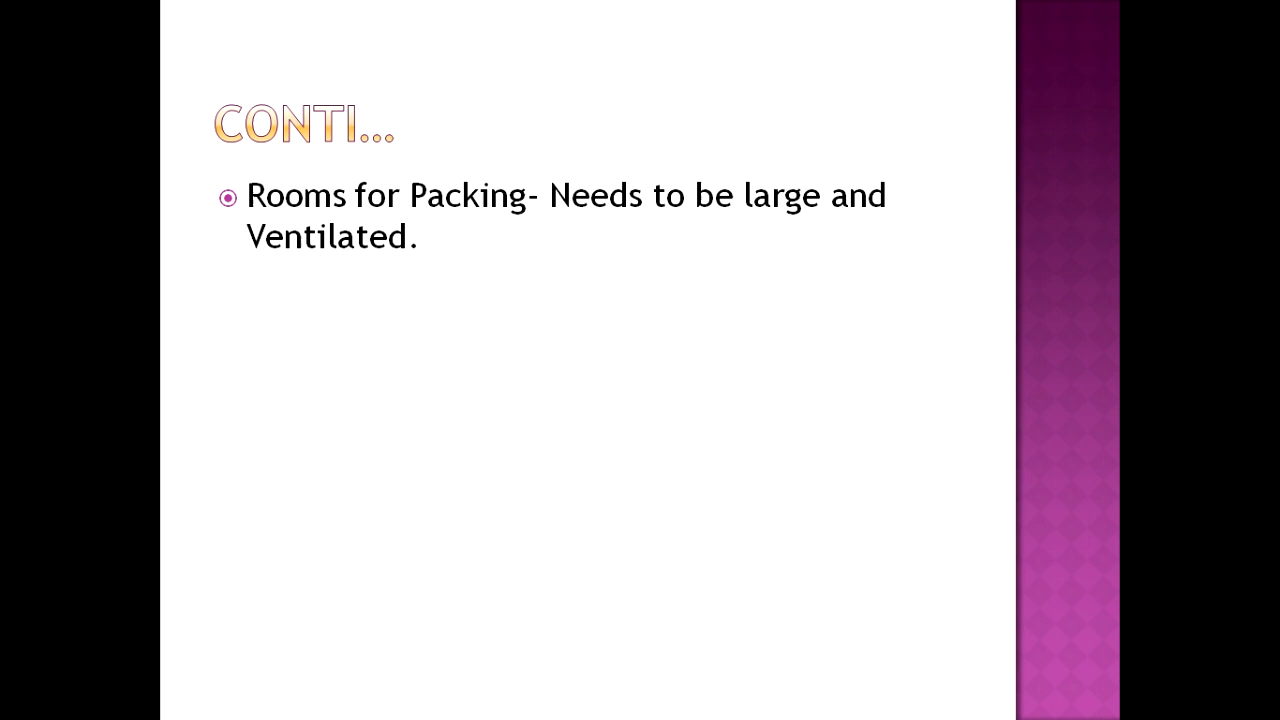 CONTI...
Rooms for Packing- Needs to be large and
Ventilated.